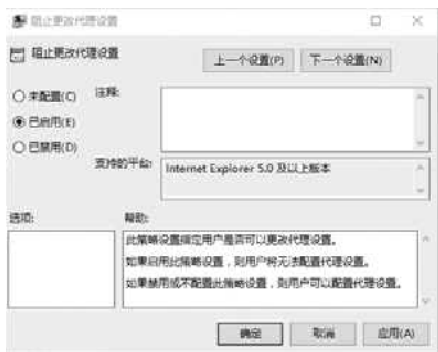 阻止更改代理设置
阻止更改代理设置
上一个设置(P)
下一个设置(N)
未配置(C)
注释:
已启用(E)
已禁用(D)
支持的平台:
Internet Explorer 5.0 及以上版本
选项:
帮助:
此策略设置指定用户是否可以更改代理设置。
如果启用此策略设置，则用户将无法配置代理设置。
如果禁用或不配置此策略设置，则用户可以配置代理设置。
确定
取消
应用(A)